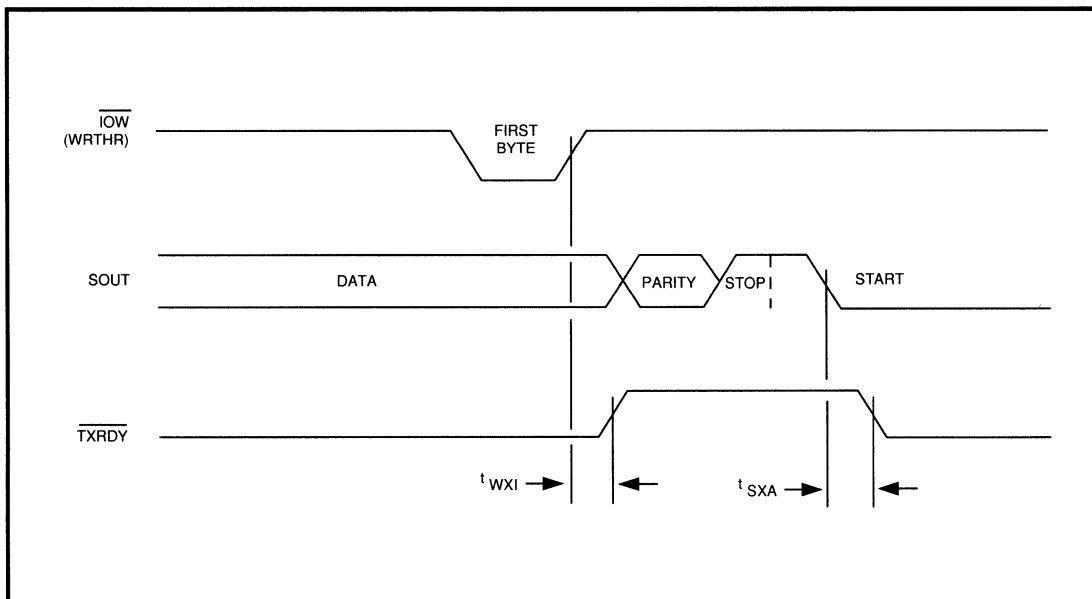 IOW
(WRTHR)
FIRST
BYTE
SOUT
DATA
PARITY
STOP
START
TXRDY
t WXI
t SXA